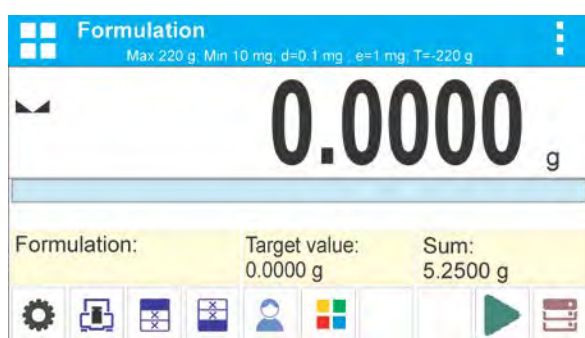 Formulation
Max 220 g; Min 10 mg; d=0.1 mg ; e=1 mg; T=-220 g
0.0000 g
Formulation: Target value: Sum:
0.0000 g 5.2500 g